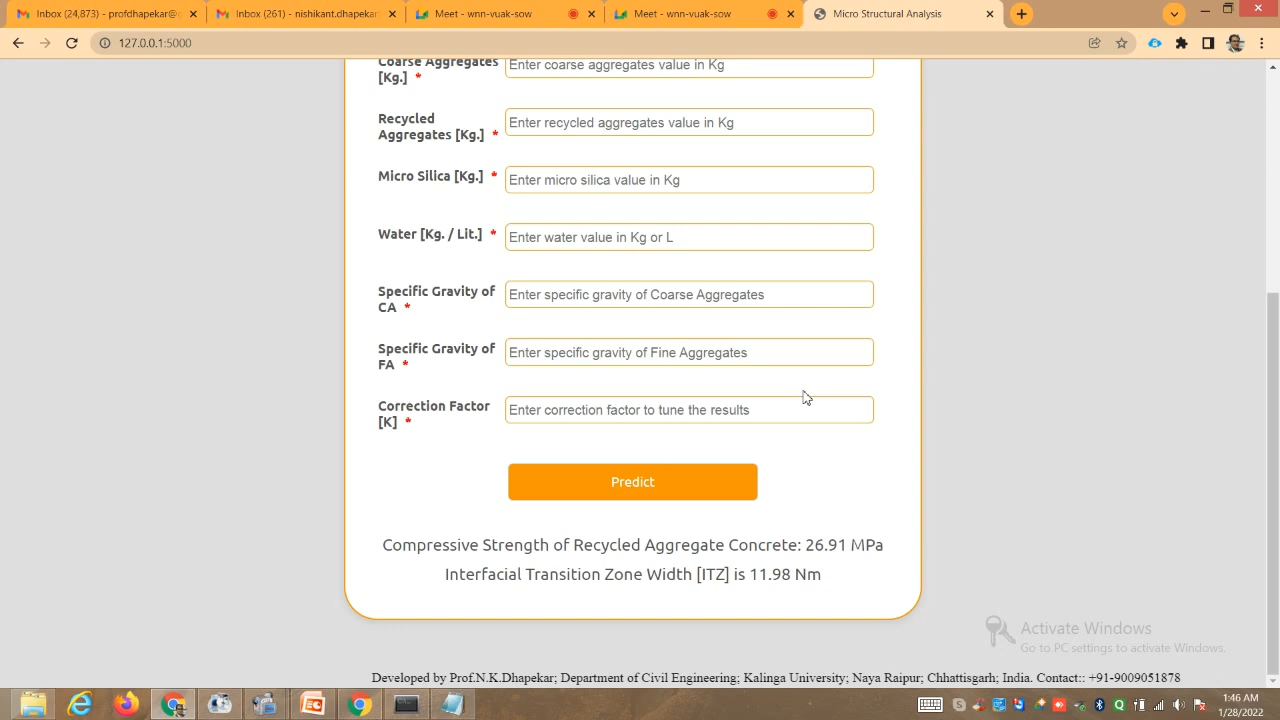 Inbox (24,873) - profdhapekar@
Inbox (261) - nishikant.dhapekar
Meet - wnn-vuak-sow
Meet - wnn-vuak-sow
Micro Structural Analysis
127.0.0.1:5000
Coarse Aggregates
[Kg.] *
Enter coarse aggregates value in Kg
Recycled
Aggregates [Kg.] *
Enter recycled aggregates value in Kg
Micro Silica [Kg.] *
Enter micro silica value in Kg
Water [Kg. / Lit.] *
Enter water value in Kg or L
Specific Gravity of
CA *
Enter specific gravity of Coarse Aggregates
Specific Gravity of
FA *
Enter specific gravity of Fine Aggregates
Correction Factor
[K] *
Enter correction factor to tune the results
Predict
Compressive Strength of Recycled Aggregate Concrete: 26.91 MPa
Interfacial Transition Zone Width [ITZ] is 11.98 Nm
Activate Windows
Go to PC settings to activate Windows.
Developed by Prof.N.K.Dhapekar; Department of Civil Engineering; Kalinga University; Naya Raipur; Chhattisgarh; India. Contact:: +91-9009051878
1:46 AM
1/28/2022